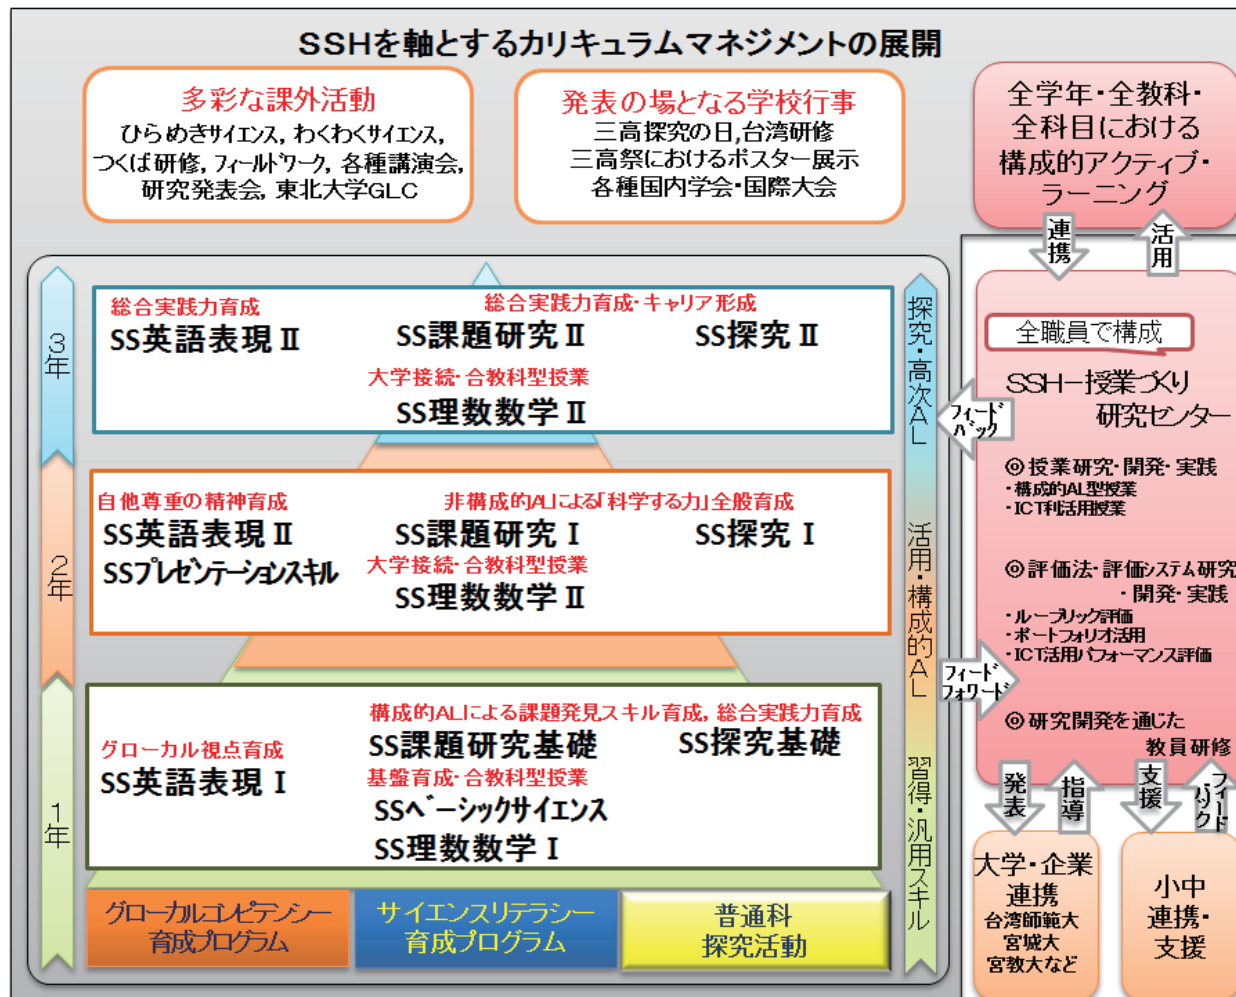 SSHを軸とするカリキュラムマネジメントの展開
多彩な課外活動
ひらめきサイエンス, わくわくサイエンス,
つくば研修, フィールドワーク, 各種講演会,
研究発表会, 東北大学GLC
発表の場となる学校行事
三高探究の日,台湾研修
三高祭におけるポスター展示
各種国内学会・国際大会
全学年・全教科・
全科目における
構成的アクティブ・
ラーニング
連携
活用
3年
総合実践力育成
SS英語表現Ⅱ
総合実践力育成・キャリア形成
SS課題研究Ⅱ
SS探究Ⅱ
大学接続・合教科型授業
SS理数数学Ⅱ
2年
自他尊重の精神育成
SS英語表現Ⅱ
SSプレゼンテーションスキル
非構成的ALによる「科学する力」全般育成
SS課題研究Ⅰ
SS探究Ⅰ
大学接続・合教科型授業
SS理数数学Ⅱ
1年
グローカル視点育成
SS英語表現Ⅰ
構成的ALによる課題発見スキル育成, 総合実践力育成
SS課題研究基礎
SS探究基礎
基盤育成・合教科型授業
SSベーシックサイエンス
SS理数数学Ⅰ
グローカルコンピテンシー
育成プログラム
サイエンスリテラシー
育成プログラム
普通科
探究活動
探究・高次AL
活用・構成的AL
習得・汎用スキル
フィード
バック
フィード
フォワード
全職員で構成
SSH－授業づくり
研究センター
◎授業研究・開発・実践
・構成的AL型授業
・ICT利活用授業
◎評価法・評価システム研究
・開発・実践
・ルーブリック評価
・ポートフォリオ活用
・ICT活用パフォーマンス評価
◎研究開発を通じた
教員研修
発表
指導
支援
フィード
バック
大学・企業
連携
台湾師範大
宮城大
宮教大など
小中
連携・
支援